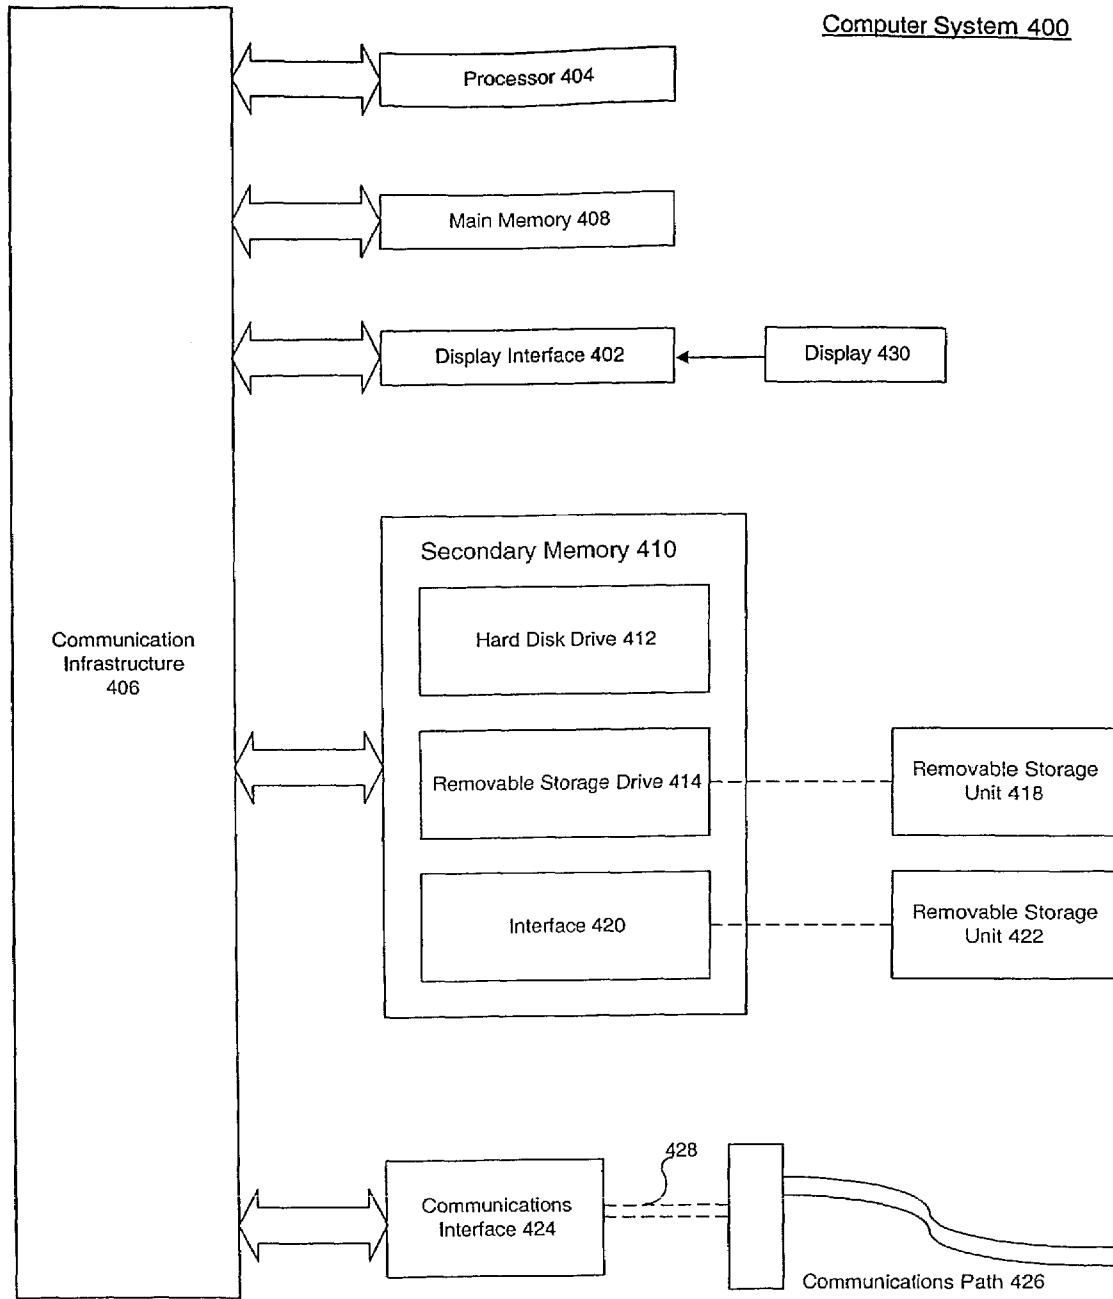 Computer System 400
Processor 404
Main Memory 408
Display Interface 402
Display 430
Secondary Memory 410
Hard Disk Drive 412
Communication
Infrastructure
406
Removable Storage Drive 414
Removable Storage
Unit 418
Interface 420
Removable Storage
Unit 422
428
Communications
Interface 424
Communications Path 426